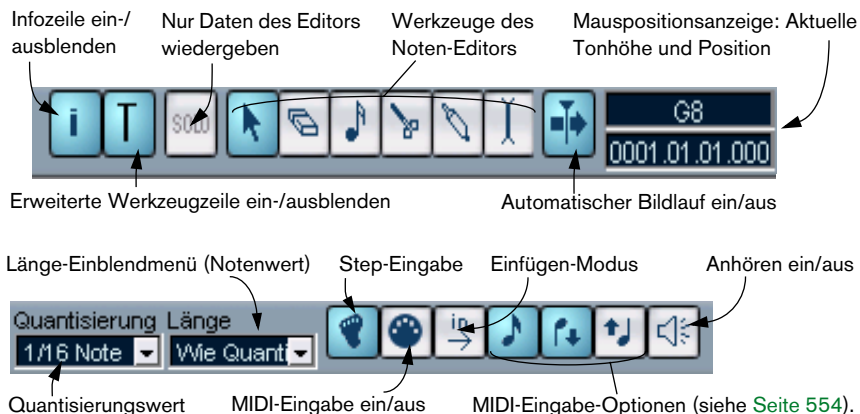 Infozeile ein-/
ausblenden
Nur Daten des Editors
wiedergeben
Werkzeuge des
Noten-Editors
Mauspositionsanzeige: Aktuelle
Tonhöhe und Position
i
T
SOLO
G8
0001.01.01.000
Erweiterte Werkzeugzeile ein-/ausblenden
Automatischer Bildlauf ein/aus
Länge-Einblendmenü (Notenwert)
Step-Eingabe
Einfügen-Modus
Anhören ein/aus
Quantisierung
Länge
1/16 Note
Wie Quanti
in
Quantisierungswert
MIDI-Eingabe ein/aus
MIDI-Eingabe-Optionen (siehe Seite 554).